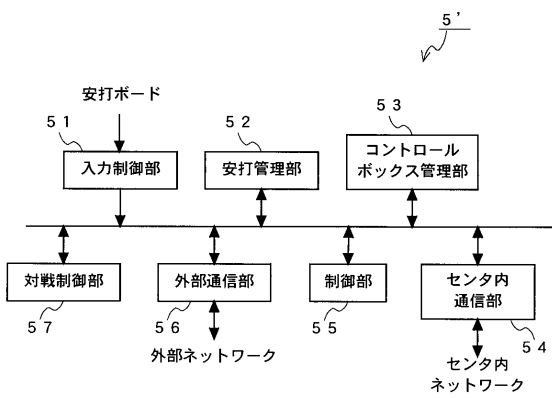 5’
安打ボード
51
52
53
入力制御部
安打管理部
コントロール
ボックス管理部
対戦制御部
外部通信部
制御部
センタ内
通信部
57
56
55
54
外部ネットワーク
センタ内
ネットワーク